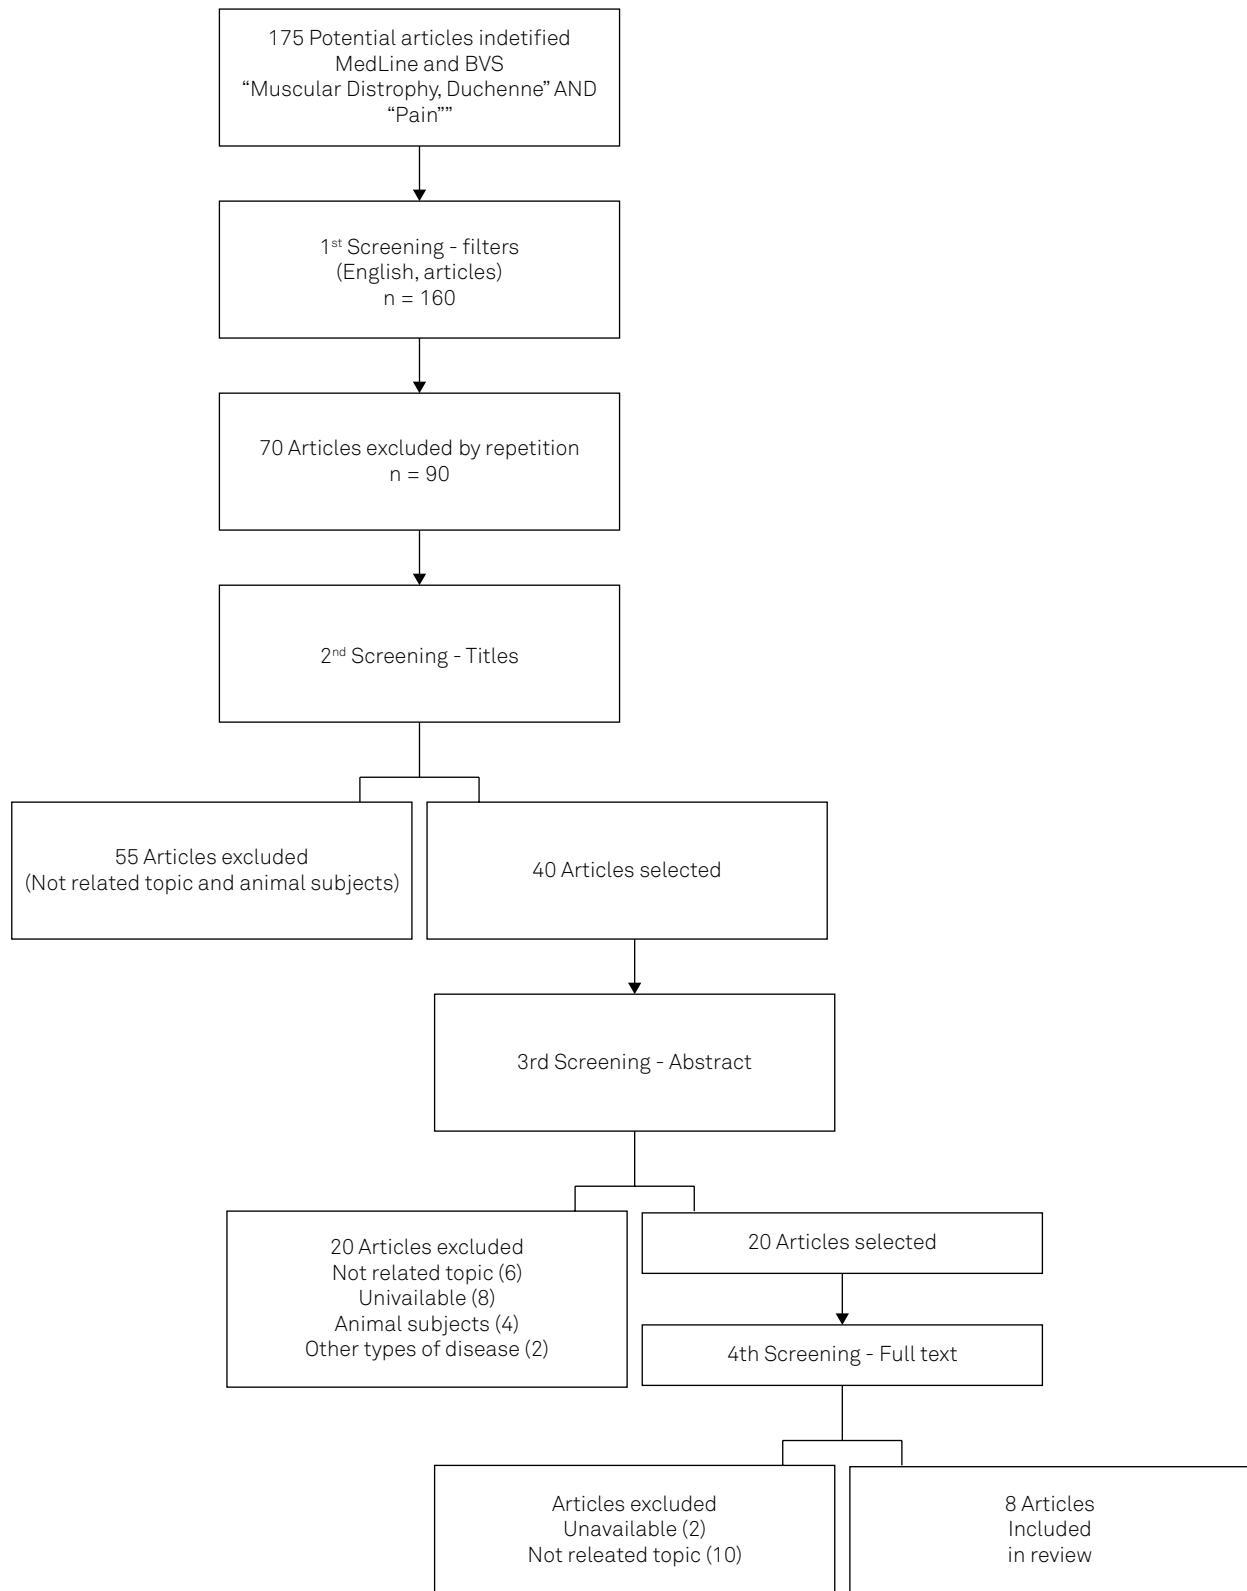 175 Potential articles indetified
MedLine and BVS
“Muscular Distrophy, Duchenne” AND
“Pain””
1st Screening - filters
(English, articles)
n = 160
70 Articles excluded by repetition
n = 90
2nd Screening - Titles
55 Articles excluded
(Not related topic and animal subjects)
40 Articles selected
3rd Screening - Abstract
20 Articles excluded
Not related topic (6)
Univailable (8)
Animal subjects (4)
Other types of disease (2)
20 Articles selected
4th Screening - Full text
Articles excluded
Unavailable (2)
Not releated topic (10)
8 Articles
Included
in review